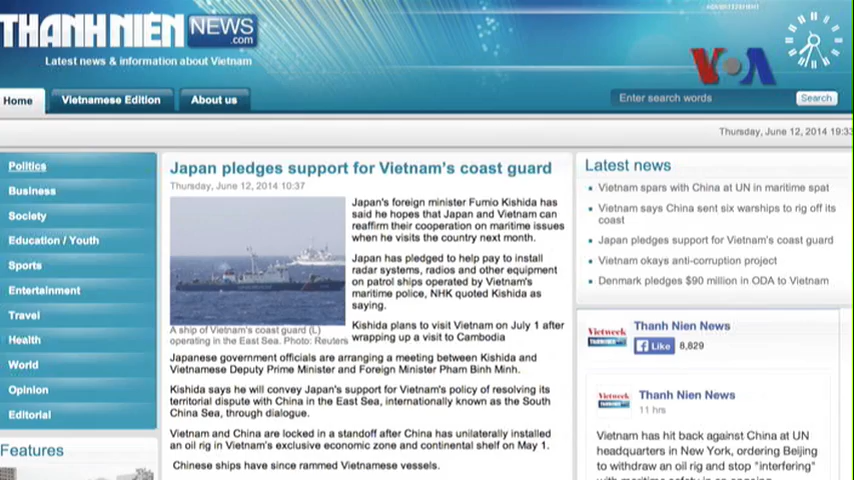 ADVERTISEMENT
THANHNIÊN NEWS
.com
Latest news & information about Vietnam
VOA
Home
Vietnamese Edition
About us
Enter search words
Search
Thursday, June 12, 2014 19:33
Politics
Business
Society
Education / Youth
Sports
Entertainment
Travel
Health
World
Opinion
Editorial
Features
Japan pledges support for Vietnam's coast guard
Thursday, June 12, 2014 10:37
Japan's foreign minister Fumio Kishida has
said he hopes that Japan and Vietnam can
reaffirm their cooperation on maritime issues
when he visits the country next month.
Japan has pledged to help pay to install
radar systems, radios and other equipment
on patrol ships operated by Vietnam's
maritime police, NHK quoted Kishida as
saying.
Kishida plans to visit Vietnam on July 1 after
wrapping up a visit to Cambodia
A ship of Vietnam's coast guard (L)
operating in the East Sea. Photo: Reuters
Japanese government officials are arranging a meeting between Kishida and
Vietnamese Deputy Prime Minister and Foreign Minister Pham Binh Minh.
Kishida says he will convey Japan's support for Vietnam's policy of resolving its
territorial dispute with China in the East Sea, internationally known as the South
China Sea, through dialogue.
Vietnam and China are locked in a standoff after China has unilaterally installed
an oil rig in Vietnam's exclusive economic zone and continental shelf on May 1.
Chinese ships have since rammed Vietnamese vessels.
Latest news
Vietnam spars with China at UN in maritime spat
Vietnam says China sent six warships to rig off its
coast
Japan pledges support for Vietnam's coast guard
Vietnam okays anti-corruption project
Denmark pledges $90 million in ODA to Vietnam
Vietweek
Thanh Nien News
Like 8,829
Vietweek
Thanh Nien News
11 hrs
Vietnam has hit back against China at UN
headquarters in New York, ordering Beijing
to withdraw an oil rig and stop "interfering"